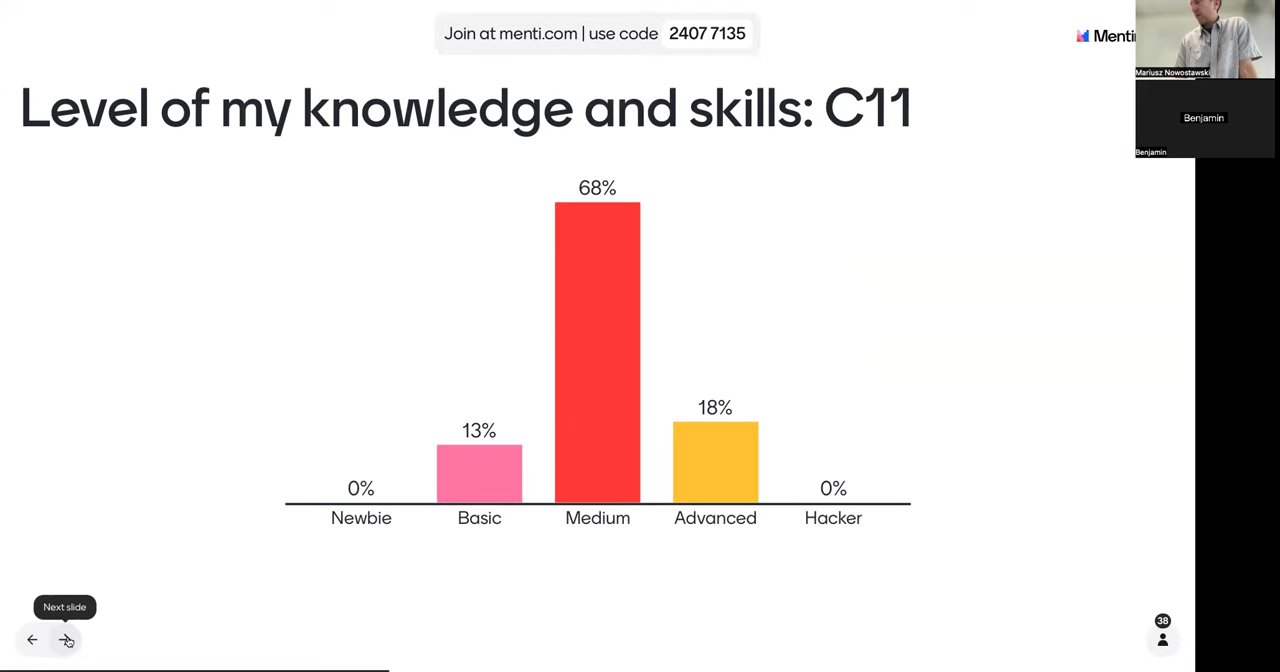 Join at menti.com | use code 2407 7135
Mariusz Nowostawski
Benjamin
Benjamin
Level of my knowledge and skills: C11
68%
18%
13%
0%
0%
Newbie
Basic
Medium
Advanced
Hacker
Next slide
38